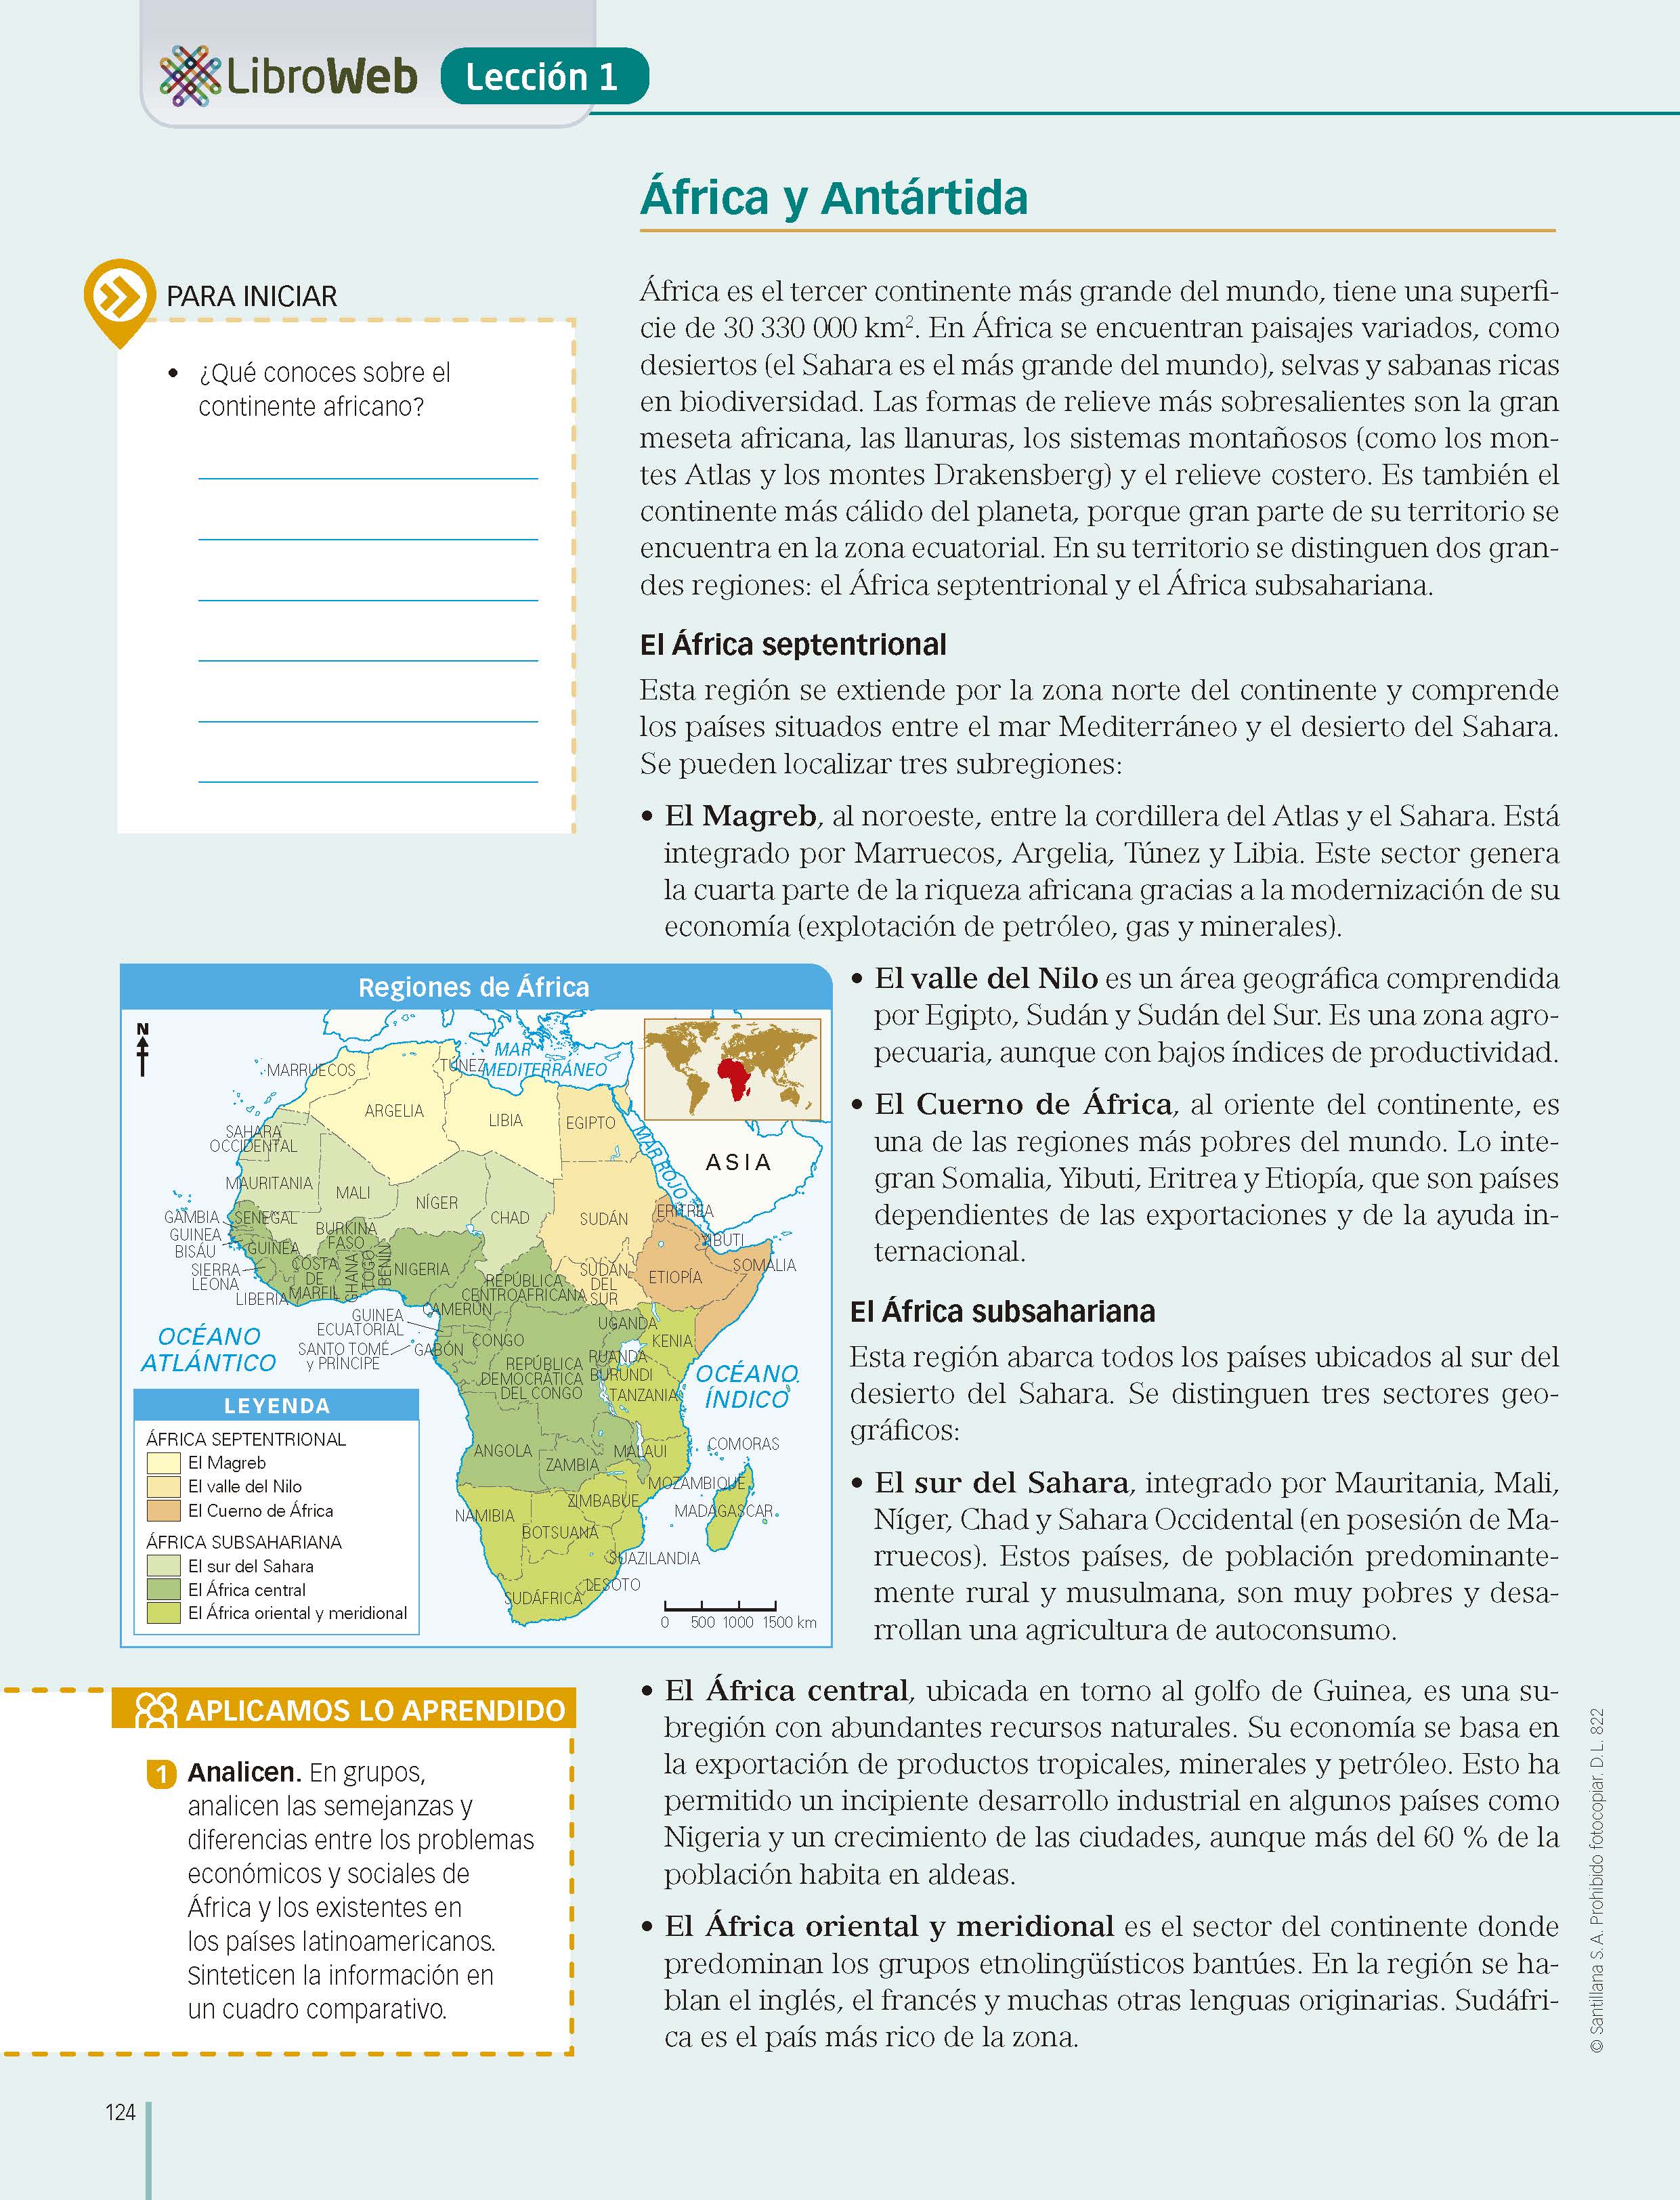 LibroWeb
Lección 1
África y Antártida
PARA INICIAR
• ¿Qué conoces sobre el
continente africano?
África es el tercer continente más grande del mundo, tiene una superfi-
cie de 30 330 000 km². En África se encuentran paisajes variados, como
desiertos (el Sahara es el más grande del mundo), selvas y sabanas ricas
en biodiversidad. Las formas de relieve más sobresalientes son la gran
meseta africana, las llanuras, los sistemas montañosos (como los mon-
tes Atlas y los montes Drakensberg) y el relieve costero. Es también el
continente más cálido del planeta, porque gran parte de su territorio se
encuentra en la zona ecuatorial. En su territorio se distinguen dos gran-
des regiones: el África septentrional y el África subsahariana.
El África septentrional
Esta región se extiende por la zona norte del continente y comprende
los países situados entre el mar Mediterráneo y el desierto del Sahara.
Se pueden localizar tres subregiones:
• El Magreb, al noroeste, entre la cordillera del Atlas y el Sahara. Está
integrado por Marruecos, Argelia, Túnez y Libia. Este sector genera
la cuarta parte de la riqueza africana gracias a la modernización de su
economía (explotación de petróleo, gas y minerales).
• El valle del Nilo es un área geográfica comprendida
por Egipto, Sudán y Sudán del Sur. Es una zona agro-
pecuaria, aunque con bajos índices de productividad.
• El Cuerno de África, al oriente del continente, es
una de las regiones más pobres del mundo. Lo inte-
gran Somalia, Yibuti, Eritrea y Etiopía, que son países
dependientes de las exportaciones y de la ayuda in-
ternacional.
El África subsahariana
Esta región abarca todos los países ubicados al sur del
desierto del Sahara. Se distinguen tres sectores geo-
gráficos:
• El sur del Sahara, integrado por Mauritania, Mali,
Níger, Chad y Sahara Occidental (en posesión de Ma-
rruecos). Estos países, de población predominante-
mente rural y musulmana, son muy pobres y desa-
rrollan una agricultura de autoconsumo.
• El África central, ubicada en torno al golfo de Guinea, es una su-
bregión con abundantes recursos naturales. Su economía se basa en
la exportación de productos tropicales, minerales y petróleo. Esto ha
permitido un incipiente desarrollo industrial en algunos países como
Nigeria y un crecimiento de las ciudades, aunque más del 60 % de la
población habita en aldeas.
• El África oriental y meridional es el sector del continente donde
predominan los grupos etnolingüísticos bantúes. En la región se ha-
blan el inglés, el francés y muchas otras lenguas originarias. Sudáfri-
ca es el país más rico de la zona.
Regiones de África
N
MAR
MEDITERRÁNEO
MARRUECOS
TÚNEZ
ARGELIA
LIBIA
EGIPTO
SAHARA
OCCIDENTAL
MAR ROJO
ASIA
MAURITANIA
MALI
NÍGER
CHAD
SUDÁN
ERITREA
GAMBIA
SENEGAL
GUINEA
BISÁU
BURKINA
FASO
YIBUTI
GUINEA
SIERRA
LEONA
COSTA
DE
MARFIL
GHANA
TOGO
BENÍN
NIGERIA
REPÚBLICA
CENTROAFRICANA
SUDÁN
DEL
SUR
ETIOPÍA
SOMALIA
LIBERIA
CAMERÚN
GUINEA
ECUATORIAL
UGANDA
KENIA
OCÉANO
ATLÁNTICO
SANTO TOMÉ
y PRÍNCIPE
GABÓN
CONGO
REPÚBLICA
DEMOCRÁTICA
DEL CONGO
RUANDA
BURUNDI
TANZANIA
OCÉANO
ÍNDICO
ANGOLA
ZAMBIA
MALAUI
COMORAS
MOZAMBIQUE
ZIMBABUE
MADAGASCAR
NAMIBIA
BOTSUANA
SUAZILANDIA
LESOTO
SUDÁFRICA
0 500 1000 1500 km
LEYENDA
ÁFRICA SEPTENTRIONAL
El Magreb
El valle del Nilo
El Cuerno de África
ÁFRICA SUBSAHARIANA
El sur del Sahara
El África central
El África oriental y meridional
APLICAMOS LO APRENDIDO
1 Analicen. En grupos,
analicen las semejanzas y
diferencias entre los problemas
económicos y sociales de
África y los existentes en
los países latinoamericanos.
Sinteticen la información en
un cuadro comparativo.
© Santillana S.A. Prohibido fotocopiar. D.L. 822
124